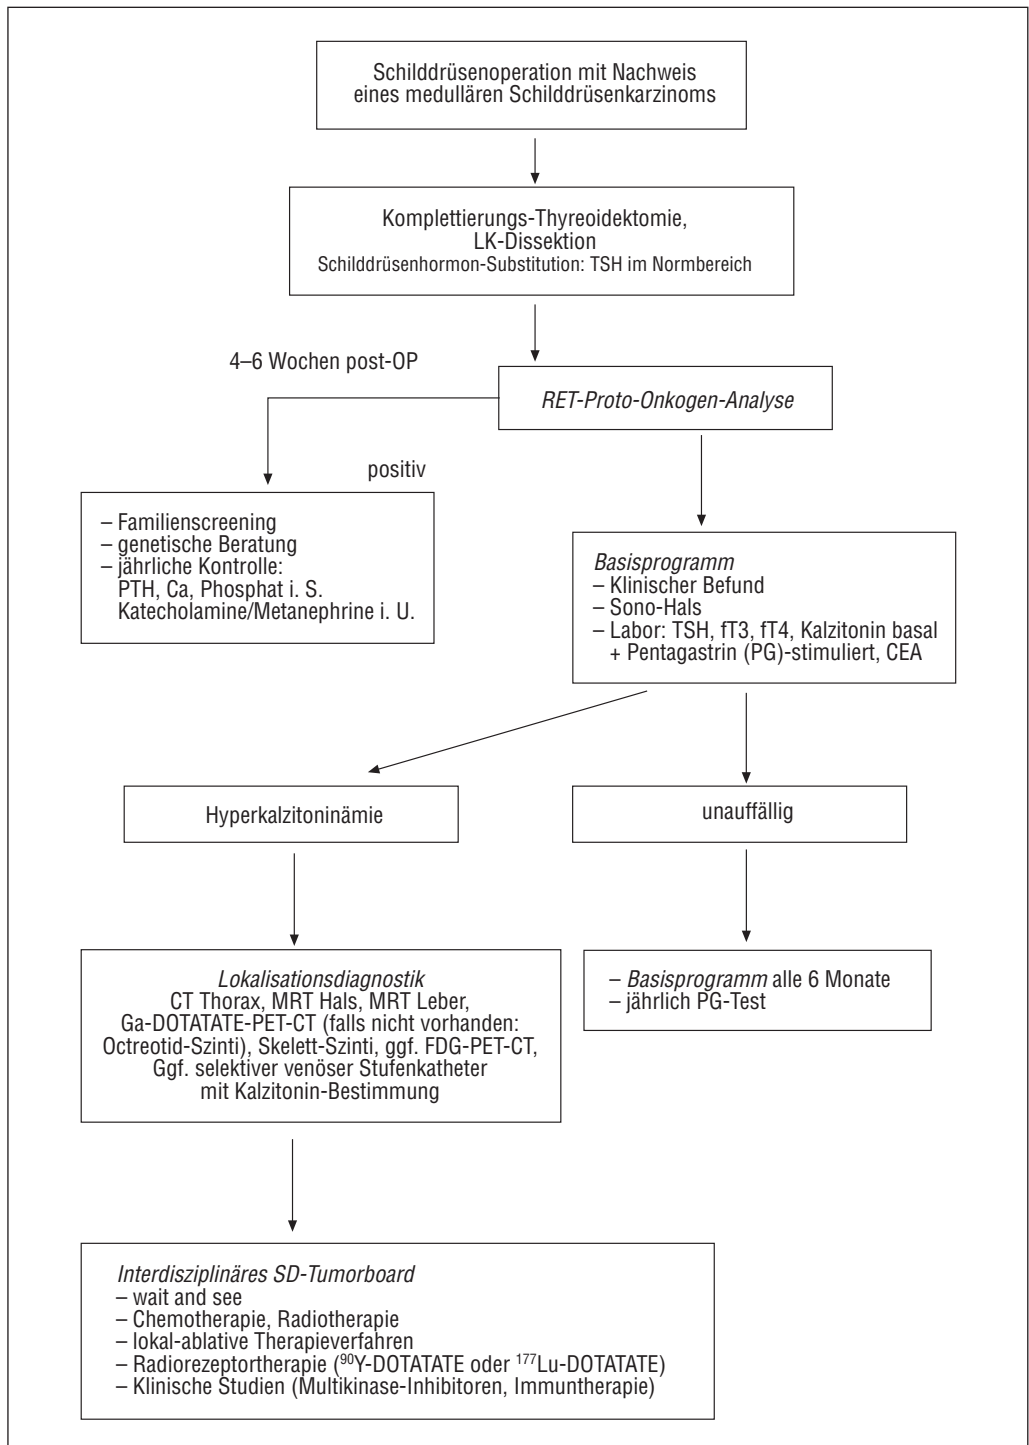 Schilddrüsenoperation mit Nachweis
eines medullären Schilddrüsenkarzinoms
Komplettierungs-Thyreoidektomie,
LK-Dissektion
Schilddrüsenhormon-Substitution: TSH im Normbereich
4–6 Wochen post-OP
RET-Proto-Onkogen-Analyse
positiv
– Familienscreening
– genetische Beratung
– jährliche Kontrolle:
PTH, Ca, Phosphat i. S.
Katecholamine/Metanephrine i. U.
Basisprogramm
– Klinischer Befund
– Sono-Hals
– Labor: TSH, fT3, fT4, Kalzitonin basal
+ Pentagastrin (PG)-stimuliert, CEA
Hyperkalzitoninämie
unauffällig
Lokalisationsdiagnostik
CT Thorax, MRT Hals, MRT Leber,
Ga-DOTATATE-PET-CT (falls nicht vorhanden:
Octreotid-Szinti), Skelett-Szinti, ggf. FDG-PET-CT,
Ggf. selektiver venöser Stufenkatheter
mit Kalzitonin-Bestimmung
– Basisprogramm alle 6 Monate
– jährlich PG-Test
Interdisziplinäres SD-Tumorboard
– wait and see
– Chemotherapie, Radiotherapie
– lokal-ablative Therapieverfahren
– Radiorezeptortherapie (⁹⁰Y-DOTATATE oder ¹⁷⁷Lu-DOTATATE)
– Klinische Studien (Multikinase-Inhibitoren, Immuntherapie)